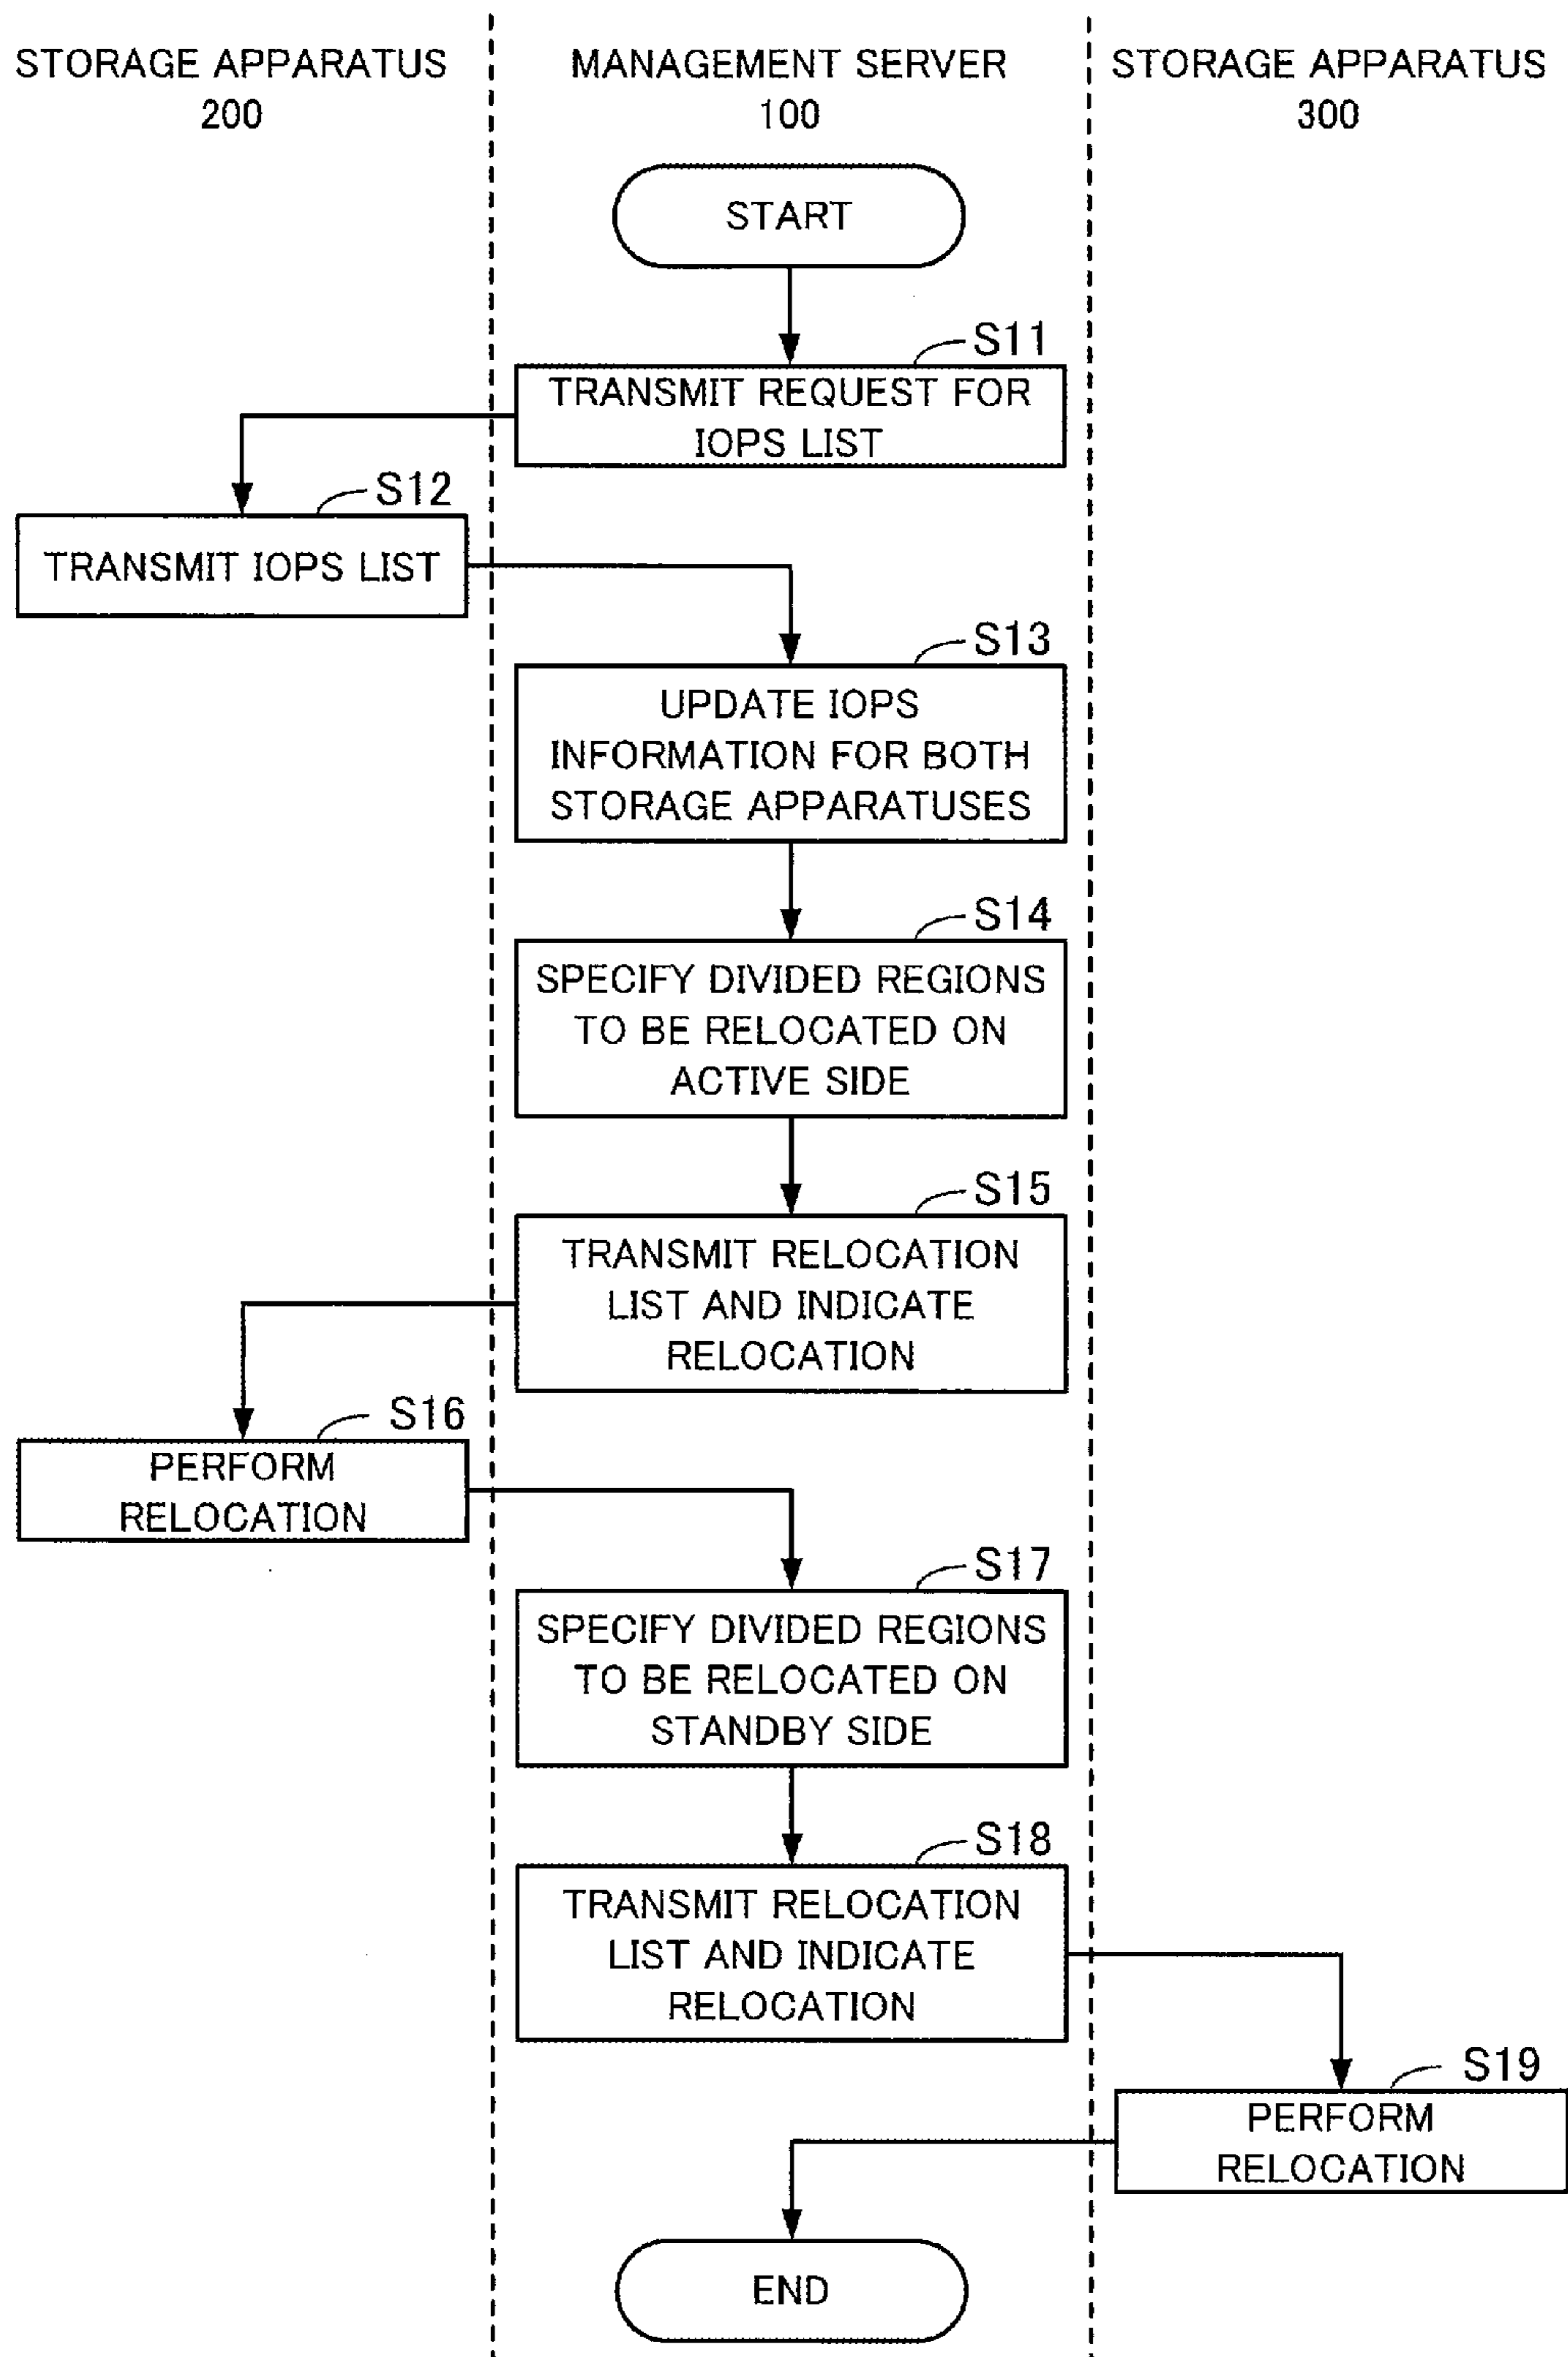 STORAGE APPARATUS
200
MANAGEMENT SERVER
100
STORAGE APPARATUS
300
START
S11
TRANSMIT REQUEST FOR
IOPS LIST
S12
TRANSMIT IOPS LIST
S13
UPDATE IOPS
INFORMATION FOR BOTH
STORAGE APPARATUSES
S14
SPECIFY DIVIDED REGIONS
TO BE RELOCATED ON
ACTIVE SIDE
S15
TRANSMIT RELOCATION
LIST AND INDICATE
RELOCATION
S16
PERFORM
RELOCATION
S17
SPECIFY DIVIDED REGIONS
TO BE RELOCATED ON
STANDBY SIDE
S18
TRANSMIT RELOCATION
LIST AND INDICATE
RELOCATION
S19
PERFORM
RELOCATION
END